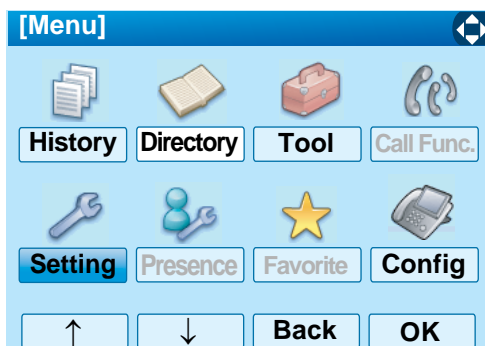 [Menu]
History Directory Tool Call Func.
Setting Presence Favorite Config
↑ ↓ Back OK